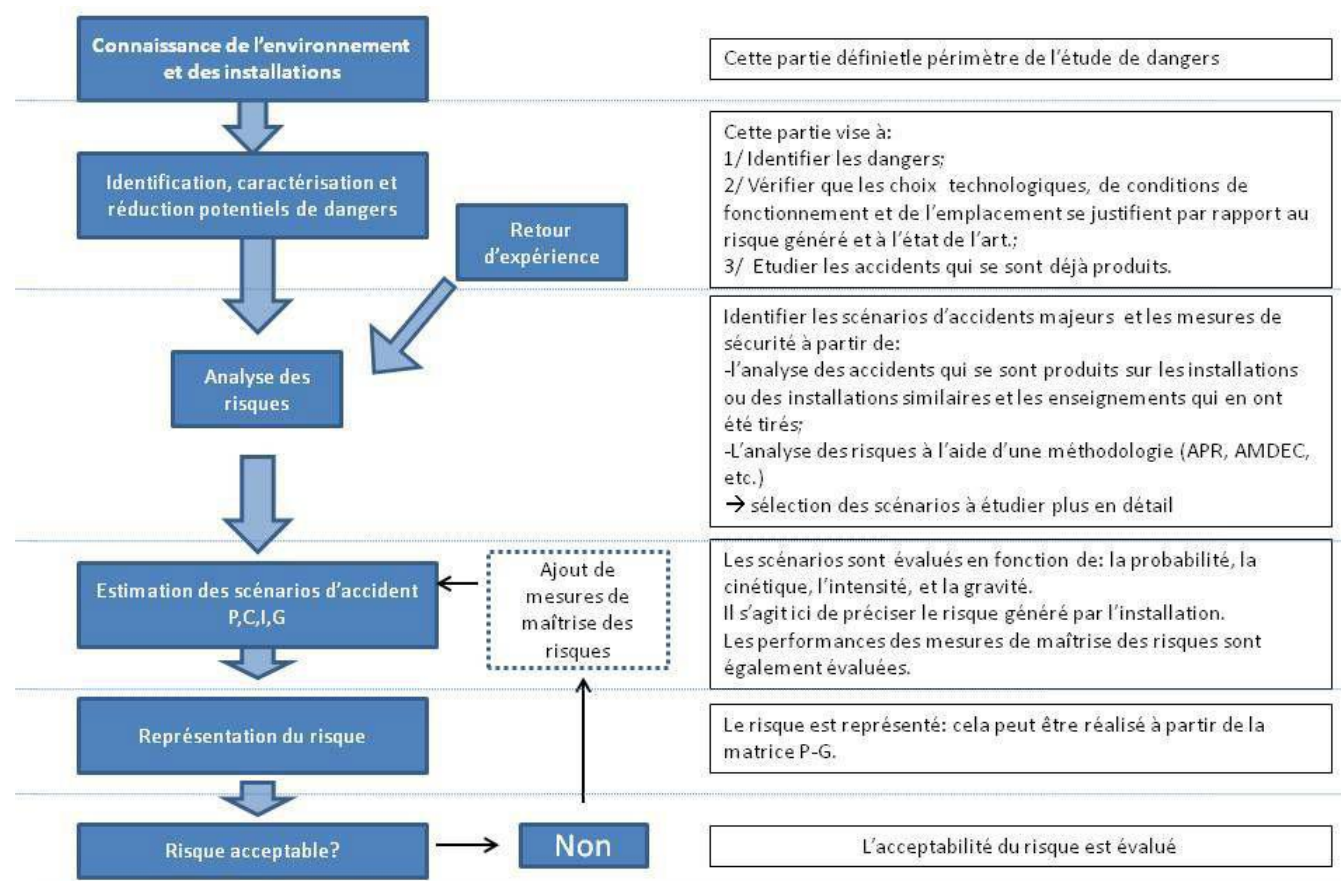 Connaissance de l'environnement
et des installations
Cette partie définietle périmètre de l'étude de dangers
Identification, caractérisation et
réduction potentiels de dangers
Retour
d'expérience
Cette partie vise à:
1/ Identifier les dangers;
2/ Vérifier que les choix technologiques, de conditions de
fonctionnement et de l'emplacement se justifient par rapport au
risque généré et à l'état de l'art.;
3/ Etudier les accidents qui se sont déjà produits.
Analyse des
risques
Identifier les scénarios d'accidents majeurs et les mesures de
sécurité à partir de:
-l'analyse des accidents qui se sont produits sur les installations
ou des installations similaires et les enseignements qui en ont
été tirés;
-L'analyse des risques à l'aide d'une méthodologie (APR, AMDEC,
etc.)
→ sélection des scénarios à étudier plus en détail
Estimation des scénarios d'accident
P,C,I,G
Ajout de
mesures de
maîtrise des
risques
Les scénarios sont évalués en fonction de: la probabilité, la
cinétique, l'intensité, et la gravité.
Il s'agit ici de préciser le risque généré par l'installation.
Les performances des mesures de maîtrise des risques sont
également évaluées.
Représentation du risque
Le risque est représenté: cela peut être réalisé à partir de la
matrice P-G.
Risque acceptable?
Non
L'acceptabilité du risque est évalué